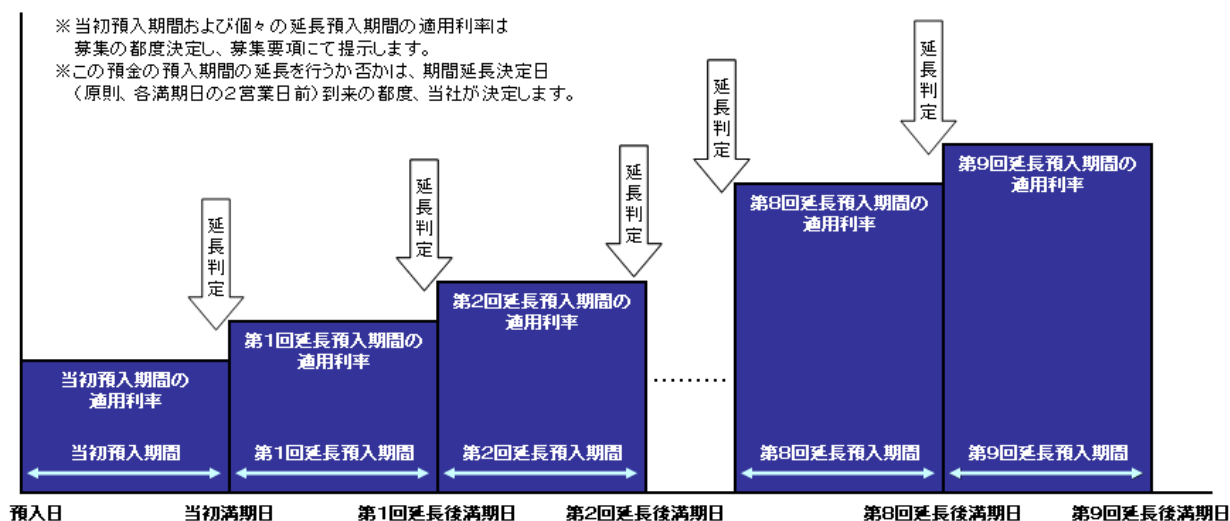 ※当初預入期間および個々の延長預入期間の適用利率は
募集の都度決定し、募集要項にて提示します。
※この預金の預入期間の延長を行うか否かは、期間延長決定日
（原則、各満期日の２営業日前）到来の都度、当社が決定します。
延長判定
延長判定
延長判定
延長判定
延長判定
当初預入期間の
適用利率
第1回延長預入期間の
適用利率
第2回延長預入期間の
適用利率
………
第8回延長預入期間の
適用利率
第9回延長預入期間の
適用利率
当初預入期間
第1回延長預入期間
第2回延長預入期間
第8回延長預入期間
第9回延長預入期間
預入日
当初満期日
第1回延長後満期日
第2回延長後満期日
第8回延長後満期日
第9回延長後満期日